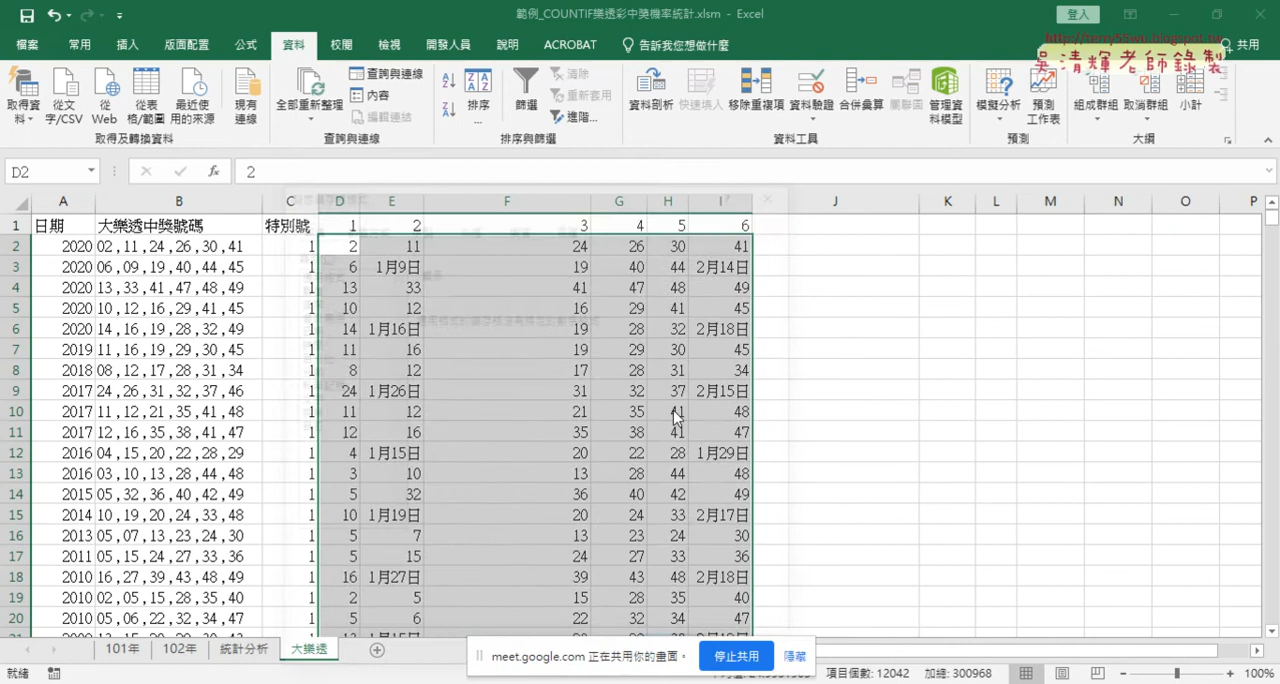 範例_COUNTIF樂透彩中獎機率統計.xlsm - Excel
登入
http://terry55wu.blogspot.tw
吳清輝老師錄製
檔案 常用 插入 版面配置 公式 資料 校閱 檢視 開發人員 說明 ACROBAT 告訴我您想做什麼 共用
取得資料 從文字/CSV 從Web 從表格/範圍 最近使用的來源 現有連線 全部重新整理 查詢與連線 內容 編輯連結 排序... 篩選 清除 重新套用 進階... 資料剖析 快速填入 移除重複項 資料驗證 合併彙算 關聯圖 管理資料模型 模擬分析 預測工作表 組成群組 取消群組 小計
取得及轉換資料 查詢與連線 排序與篩選 資料工具 預測 大綱
D2 fx 2
A B C D E F G H I J K L M N O P
1 日期 大樂透中獎號碼 特別號 1 2 3 4 5 6
2 2020 02,11,24,26,30,41 1 2 11 24 26 30 41
3 2020 06,09,19,40,44,45 1 6 1月9日 19 40 44 2月14日
4 2020 13,33,41,47,48,49 1 13 33 41 47 48 49
5 2020 10,12,16,29,41,45 1 10 12 16 29 41 45
6 2020 14,16,19,28,32,49 1 14 1月16日 19 28 32 2月18日
7 2019 11,16,19,29,30,45 1 11 16 19 29 30 45
8 2018 08,12,17,28,31,34 1 8 12 17 28 31 34
9 2017 24,26,31,32,37,46 1 24 1月26日 31 32 37 2月15日
10 2017 11,12,21,35,41,48 1 11 12 21 35 41 48
11 2017 12,16,35,38,41,47 1 12 16 35 38 41 47
12 2016 04,15,20,22,28,29 1 4 1月15日 20 22 28 1月29日
13 2016 03,10,13,28,44,48 1 3 10 13 28 44 48
14 2015 05,32,36,40,42,49 1 5 32 36 40 42 49
15 2014 10,19,20,24,33,48 1 10 1月19日 20 24 33 2月17日
16 2013 05,07,13,23,24,30 1 5 7 13 23 24 30
17 2011 05,15,24,27,33,36 1 5 15 24 27 33 36
18 2010 16,27,39,43,48,49 1 16 1月27日 39 43 48 2月18日
19 2010 02,05,15,28,35,40 1 2 5 15 28 35 40
20 2010 05,06,22,32,34,47 1 5 6 22 32 34 47
101年 102年 統計分析 大樂透
meet.google.com 正在共用你的畫面。 停止共用 隱藏
就緒 項目個數: 12042 加總: 300968 100%